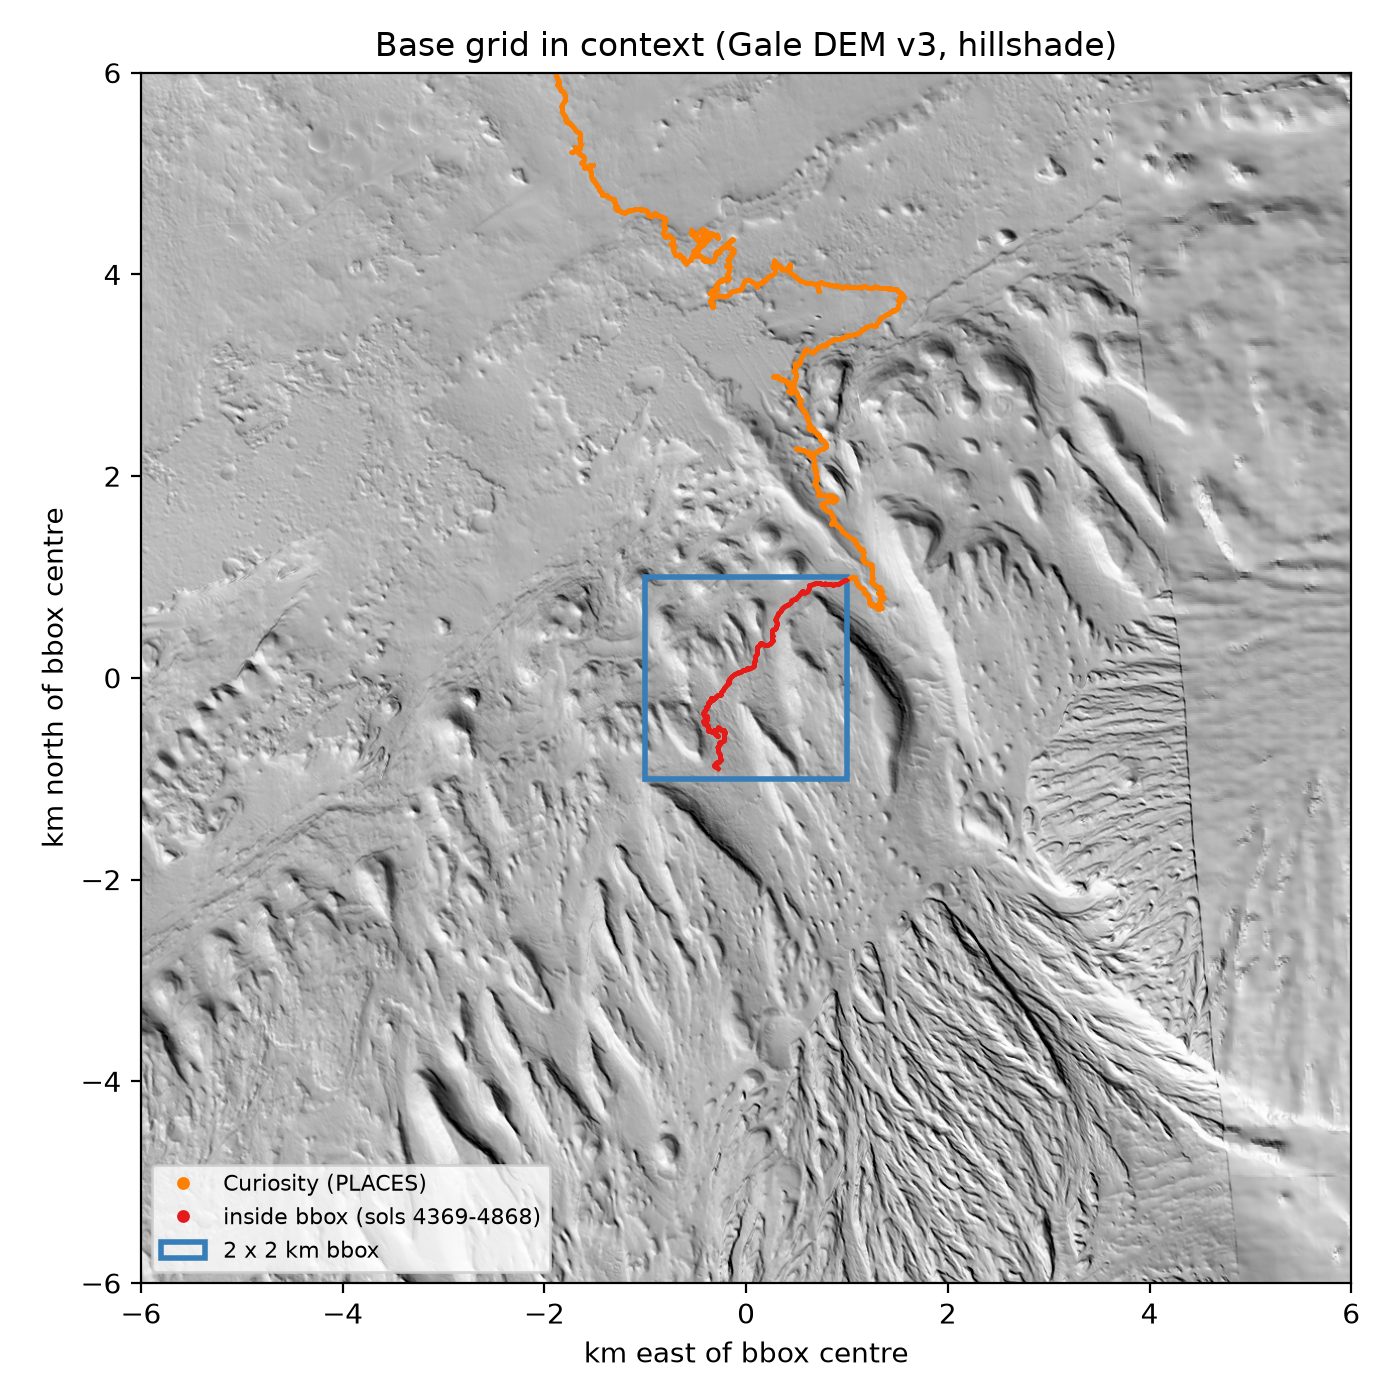 Base grid in context (Gale DEM v3, hillshade)
6
4
2
0
−2
−4
−6
km north of bbox centre
Curiosity (PLACES)
inside bbox (sols 4369-4868)
2 x 2 km bbox
−6
−4
−2
0
2
4
6
km east of bbox centre